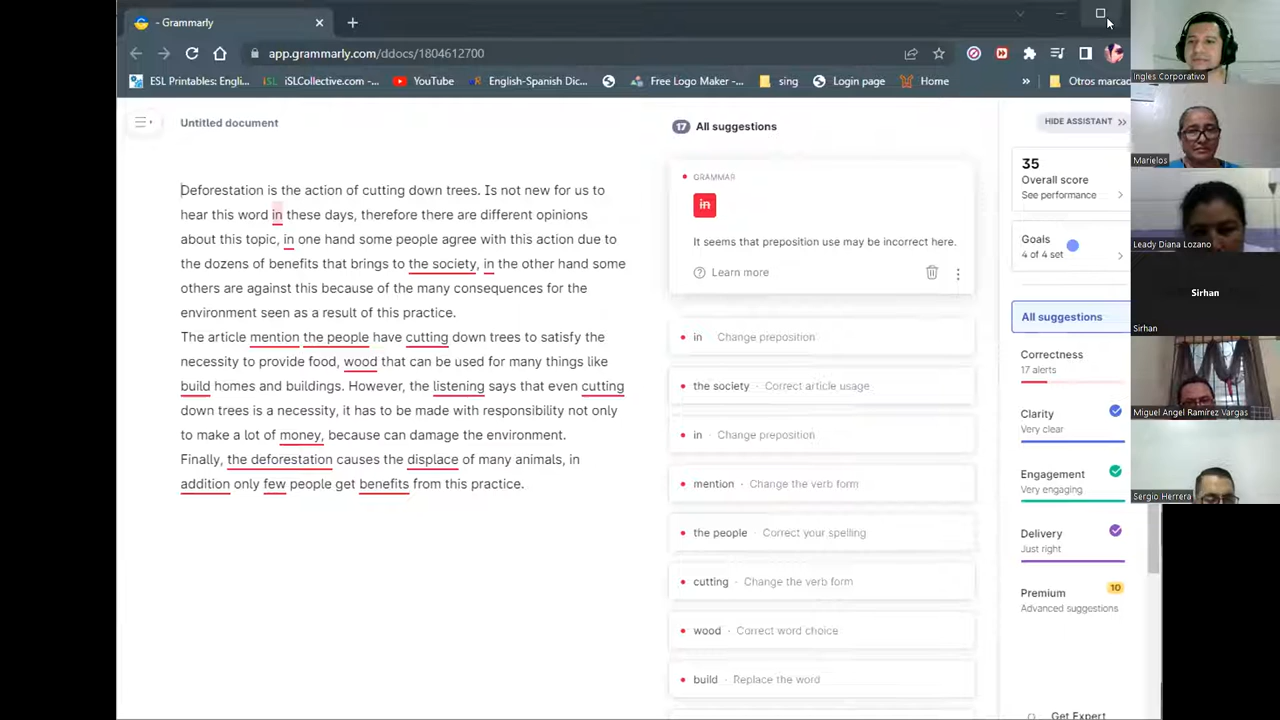 - Grammarly
app.grammarly.com/ddocs/1804612700
ESL Printables: Engli...
iSL
iSLCollective.com -...
YouTube
English-Spanish Dic...
Free Logo Maker -...
sing
Login page
Home
»
Otros marcad
Untitled document
17 All suggestions
HIDE ASSISTANT
Deforestation is the action of cutting down trees. Is not new for us to
hear this word in these days, therefore there are different opinions
about this topic, in one hand some people agree with this action due to
the dozens of benefits that brings to the society, in the other hand some
others are against this because of the many consequences for the
environment seen as a result of this practice.
The article mention the people have cutting down trees to satisfy the
necessity to provide food, wood that can be used for many things like
build homes and buildings. However, the listening says that even cutting
down trees is a necessity, it has to be made with responsibility not only
to make a lot of money, because can damage the environment.
Finally, the deforestation causes the displace of many animals, in
addition only few people get benefits from this practice.
GRAMMAR
in
It seems that preposition use may be incorrect here.
Learn more
in · Change preposition
the society · Correct article usage
in · Change preposition
mention · Change the verb form
the people · Correct your spelling
cutting · Change the verb form
wood · Correct word choice
build · Replace the word
35
Overall score
See performance
Goals
4 of 4 set
All suggestions
Correctness
17 alerts
Clarity
Very clear
Engagement
Very engaging
Delivery
Just right
Premium 10
Advanced suggestions
Get Expert
Ingles Corporativo
Marielos
Leady Diana Lozano
Sirhan
Sirhan
Miguel Angel Ramírez Vargas
Sergio Herrera